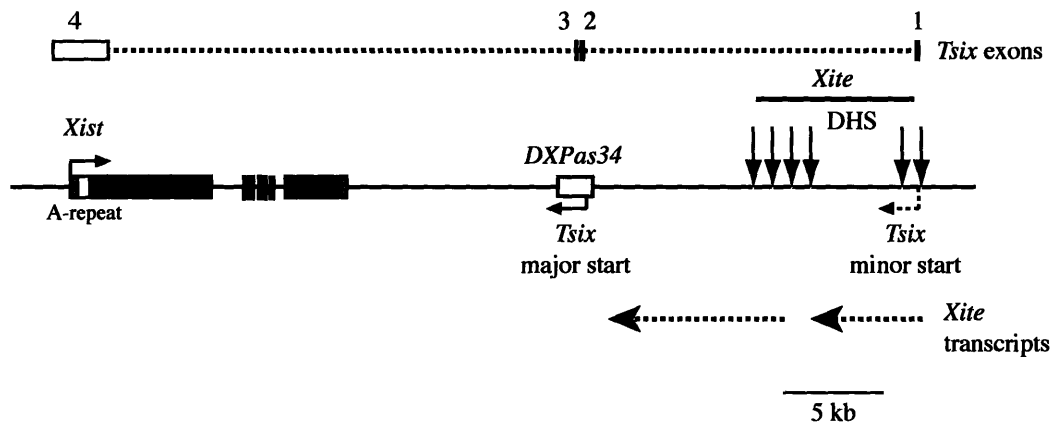 4 3 2 1
Tsix exons
Xite
DHS
Xist
DXPas34
A-repeat
Tsix
major start
Tsix
minor start
Xite
transcripts
5 kb